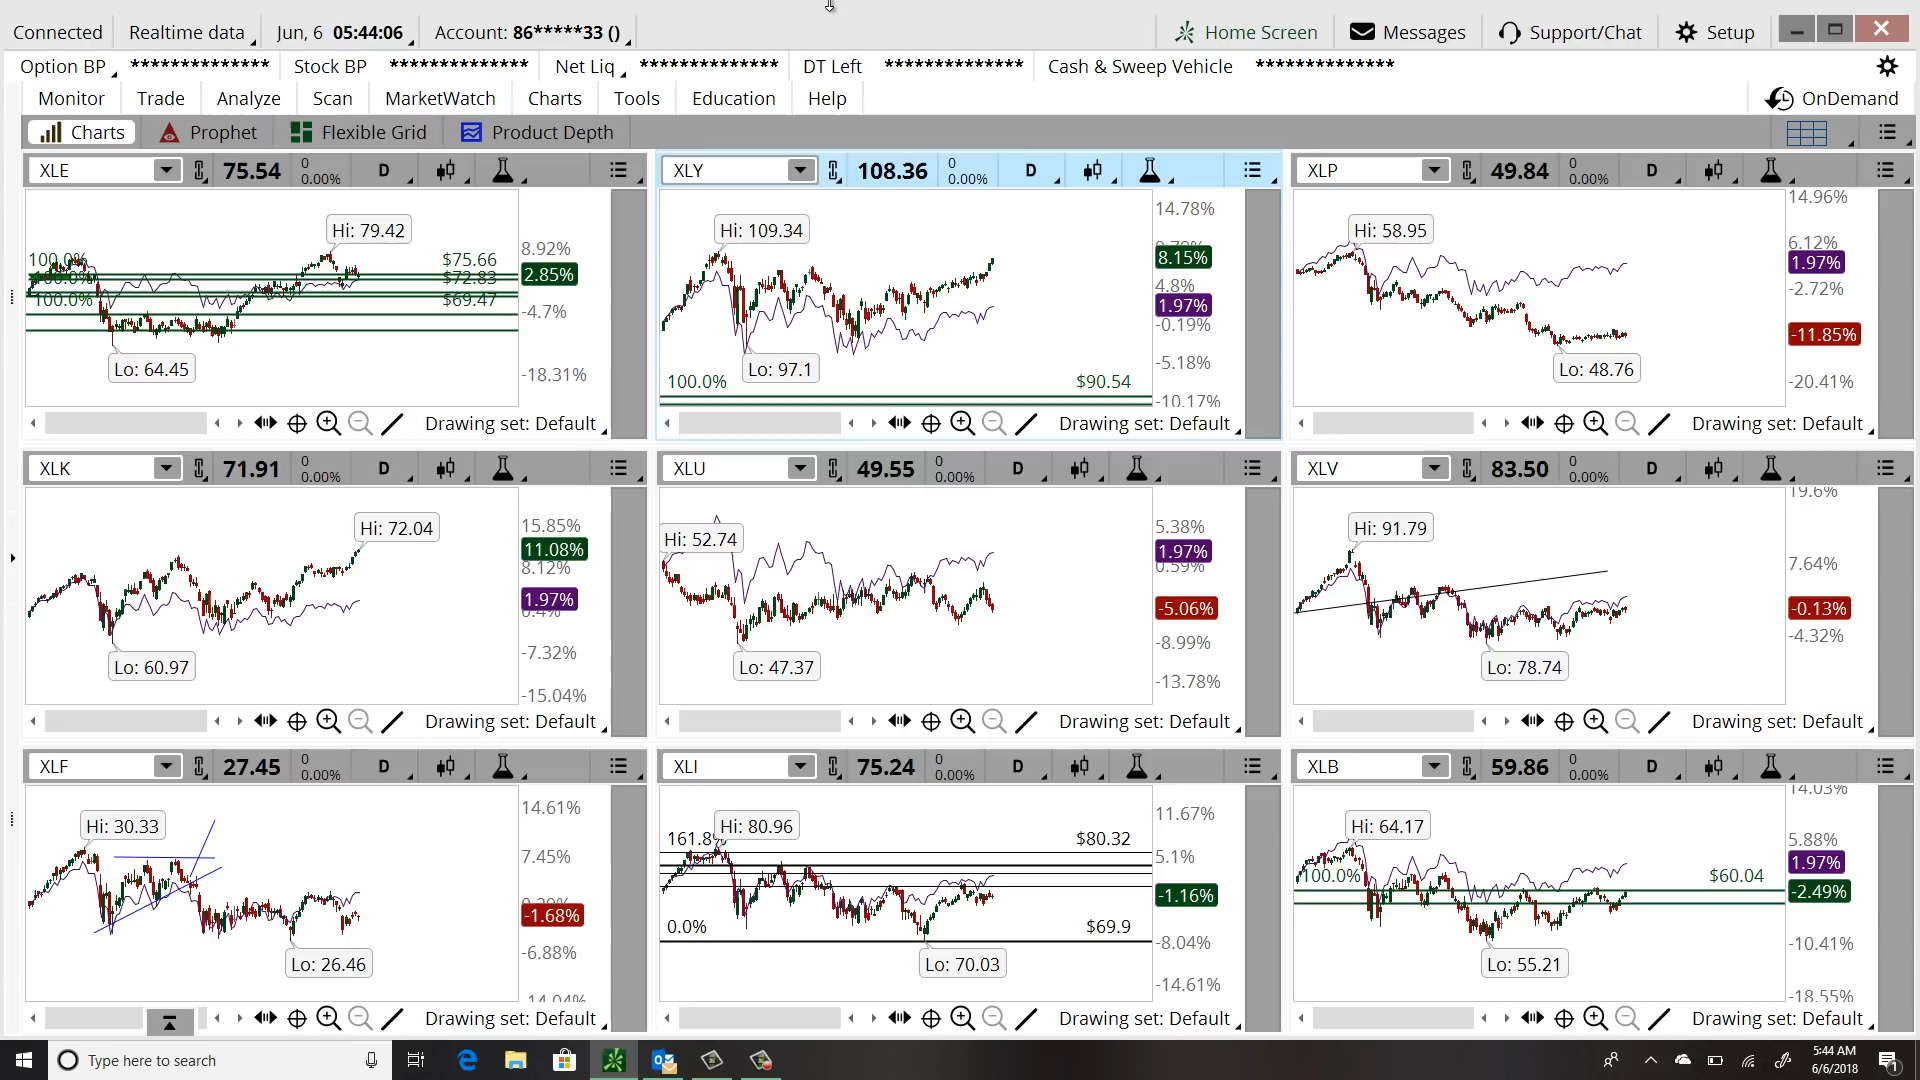 Connected Realtime data Jun, 6 05:44:06 Account: 86*****33 () Home Screen Messages Support/Chat Setup
Option BP ************** Stock BP ************** Net Liq ************** DT Left ************** Cash & Sweep Vehicle **************
Monitor Trade Analyze Scan MarketWatch Charts Tools Education Help OnDemand
Charts Prophet Flexible Grid Product Depth
XLE 75.54 0 0.00% D
Hi: 79.42
100.0%
100.0%
100.0%
$75.66
$72.83
$69.47
Lo: 64.45
8.92%
2.85%
-4.7%
-18.31%
Drawing set: Default
XLY 108.36 0 0.00% D
Hi: 109.34
Lo: 97.1
100.0% $90.54
14.78%
8.15%
4.8%
1.97%
-0.19%
-5.18%
-10.17%
Drawing set: Default
XLP 49.84 0 0.00% D
Hi: 58.95
Lo: 48.76
14.96%
6.12%
1.97%
-2.72%
-11.85%
-20.41%
Drawing set: Default
XLK 71.91 0 0.00% D
Hi: 72.04
Lo: 60.97
15.85%
11.08%
8.12%
1.97%
-7.32%
-15.04%
Drawing set: Default
XLU 49.55 0 0.00% D
Hi: 52.74
Lo: 47.37
5.38%
1.97%
0.59%
-5.06%
-8.99%
-13.78%
Drawing set: Default
XLV 83.50 0 0.00% D
Hi: 91.79
Lo: 78.74
19.6%
7.64%
-0.13%
-4.32%
Drawing set: Default
XLF 27.45 0 0.00% D
Hi: 30.33
Lo: 26.46
14.61%
7.45%
-1.68%
-6.88%
-14.04%
Drawing set: Default
XLI 75.24 0 0.00% D
Hi: 80.96
$80.32
0.0% $69.9
Lo: 70.03
11.67%
5.1%
-1.16%
-8.04%
-14.61%
Drawing set: Default
XLB 59.86 0 0.00% D
Hi: 64.17
100.0% $60.04
Lo: 55.21
14.03%
5.88%
1.97%
-2.49%
-10.41%
-18.55%
Drawing set: Default
Type here to search
5:44 AM
6/6/2018
1